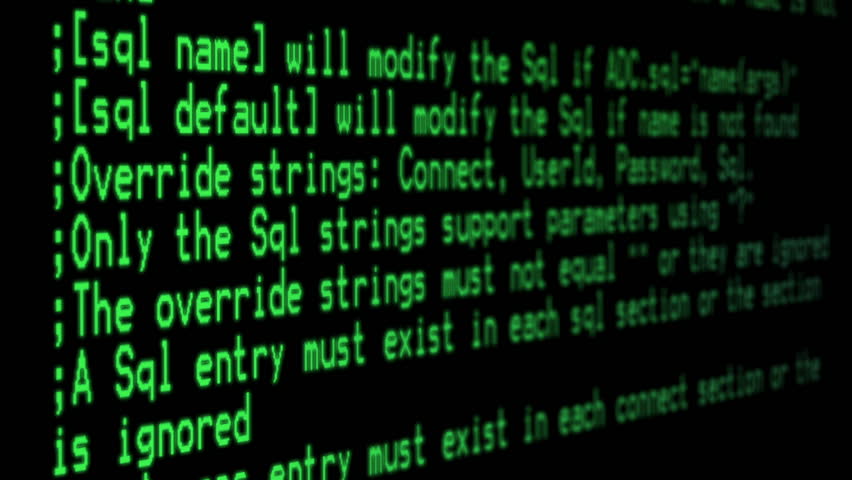 name is not
;[sql name] will modify the Sql if ADC.sql="name(args)"
;[sql default] will modify the Sql if name is not found
;Override strings: Connect, UserId, Password, Sql.
;Only the Sql strings support parameters using "?"
;The override strings must not equal "" or they are ignored
;A Sql entry must exist in each sql section or the section
is ignored
entry must exist in each connect section or the